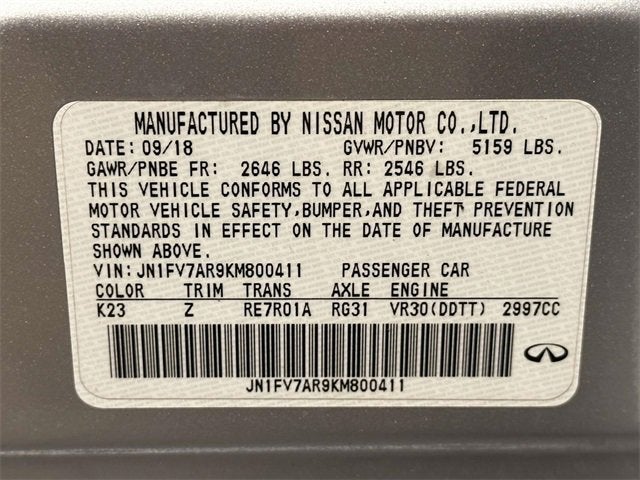 MANUFACTURED BY NISSAN MOTOR CO.,LTD.
DATE: 09/18 GVWR/PNBV: 5159 LBS.
GAWR/PNBE FR: 2646 LBS. RR: 2546 LBS.
THIS VEHICLE CONFORMS TO ALL APPLICABLE FEDERAL
MOTOR VEHICLE SAFETY,BUMPER,AND THEFT PREVENTION
STANDARDS IN EFFECT ON THE DATE OF MANUFACTURE
SHOWN ABOVE.
VIN:JN1FV7AR9KM800411 PASSENGER CAR
COLOR TRIM TRANS AXLE ENGINE
K23 Z RE7R01A RG31 VR30(DDTT) 2997CC
JN1FV7AR9KM800411